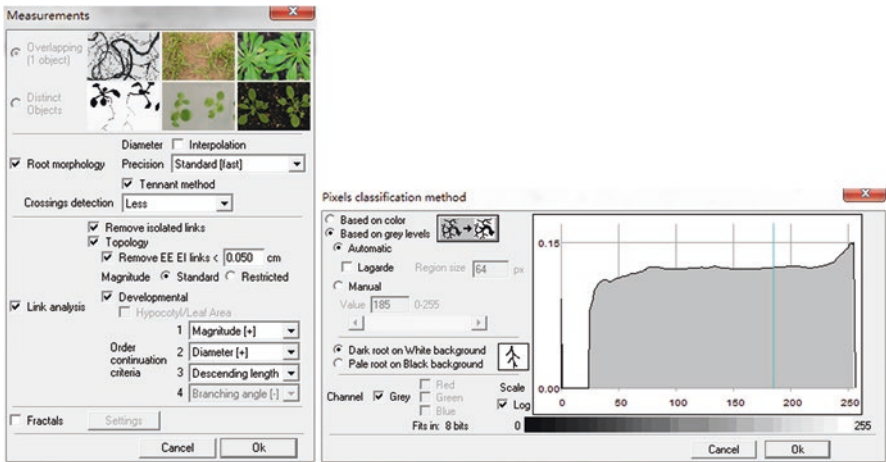 Measurements
Overlapping
(1 object)
Distinct
Objects
Diameter Interpolation
Root morphology Precision Standard [fast]
Tennant method
Crossings detection Less
Remove isolated links
Topology
Remove EE EI links < 0.050 cm
Magnitude Standard Restricted
Link analysis Developmental
Hypocotyl/Leaf Area
Order
continuation
criteria
1 Magnitude [+]
2 Diameter [+]
3 Descending length
4 Branching angle [-]
Fractals Settings
Cancel Ok
Pixels classification method
Based on color
Based on grey levels
Automatic
Lagarde Region size 64 px
Manual
Value 185 0-255
Dark root on White background
Pale root on Black background
Channel Grey Red
Green
Blue
Scale
Log
Fits in: 8 bits
0.15
0.00
0 50 100 150 200 250
0 255
Cancel Ok